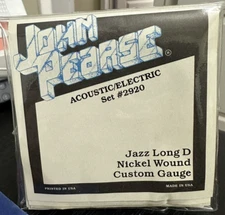 JOHN
PEARSE®
ACOUSTIC/ELECTRIC
Set #2920
Jazz Long D
Nickel Wound
Custom Gauge
PRINTED IN USA
MADE IN USA